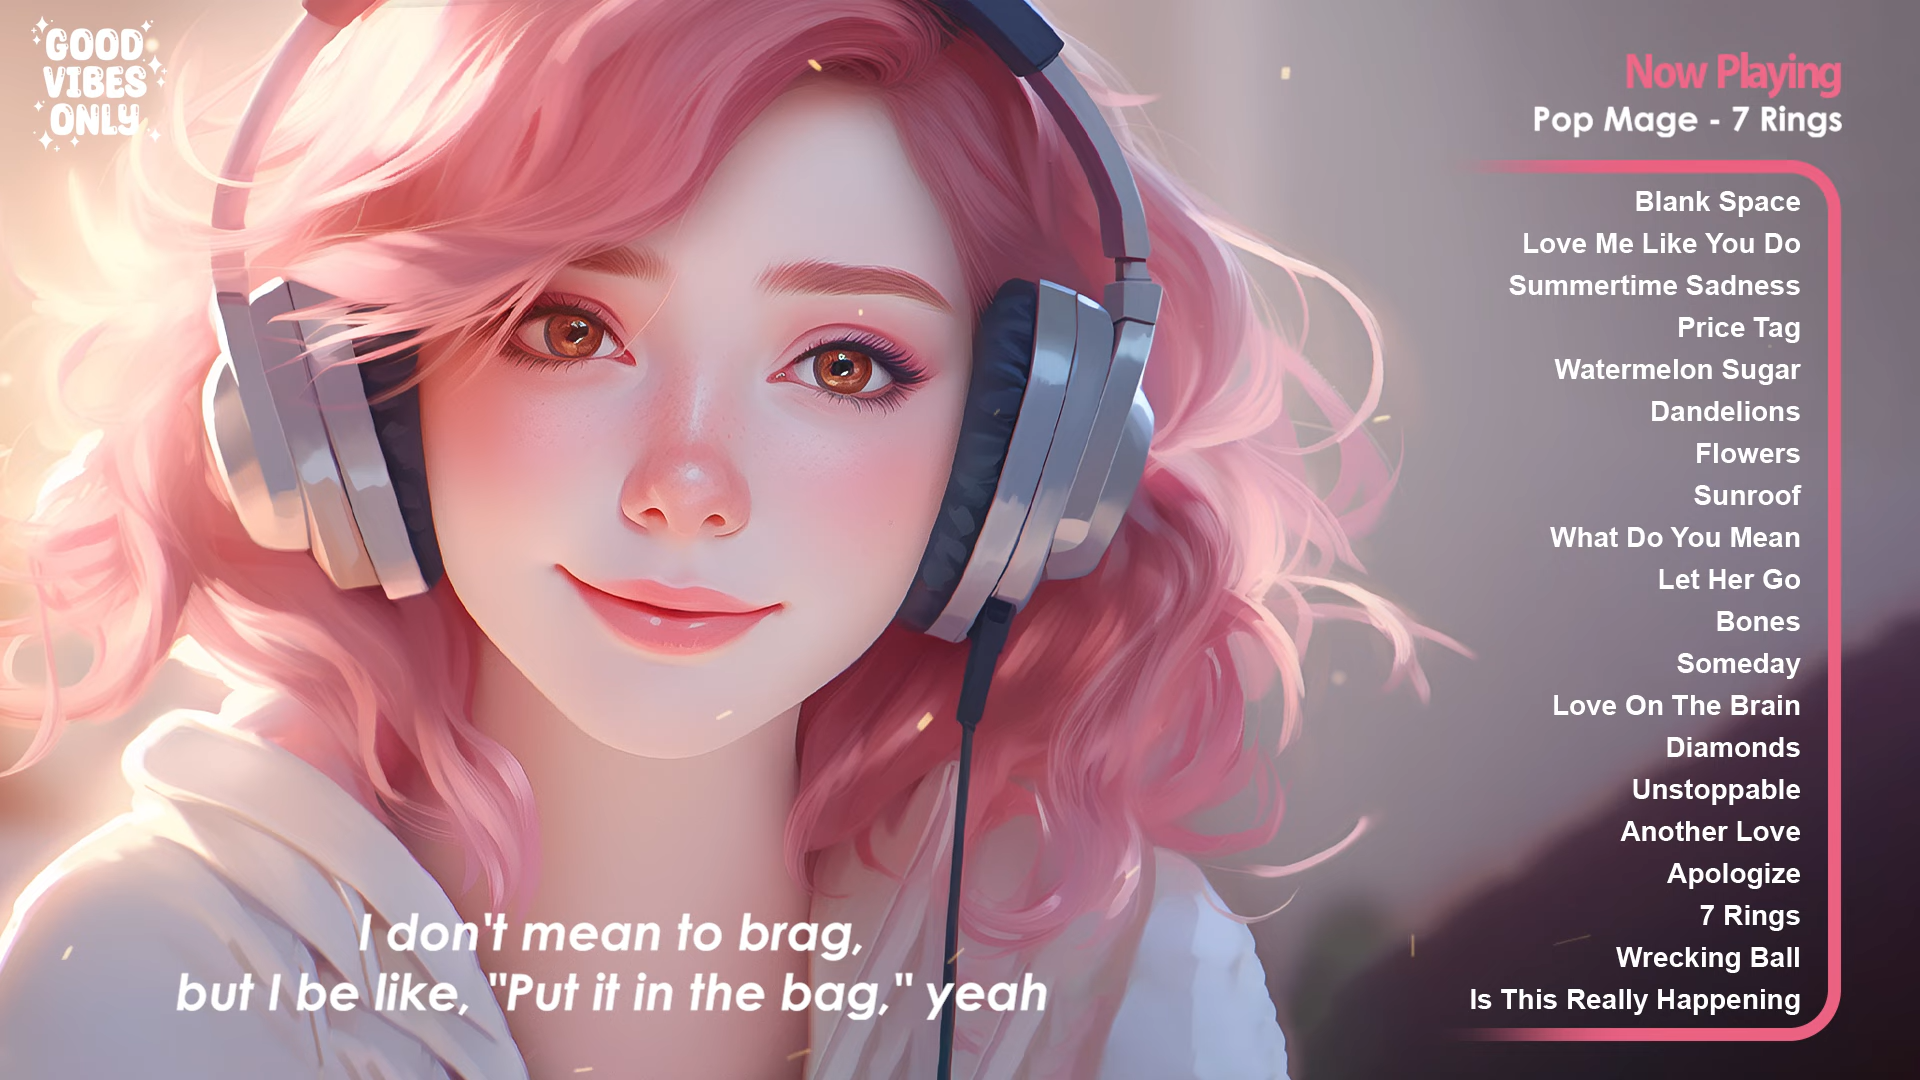 GOOD
VIBES
ONLY
Now Playing
Pop Mage - 7 Rings
Blank Space
Love Me Like You Do
Summertime Sadness
Price Tag
Watermelon Sugar
Dandelions
Flowers
Sunroof
What Do You Mean
Let Her Go
Bones
Someday
Love On The Brain
Diamonds
Unstoppable
Another Love
Apologize
7 Rings
Wrecking Ball
Is This Really Happening
I don't mean to brag,
but I be like, "Put it in the bag," yeah